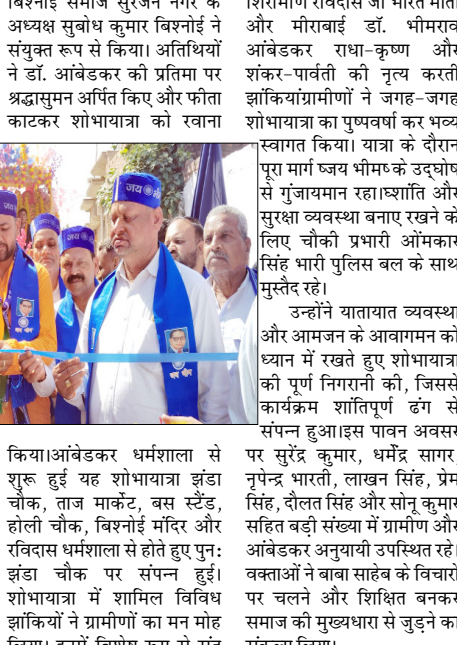 बिश्नोई समाज सुरजन नगर के
अध्यक्ष सुबोध कुमार बिश्नोई ने
संयुक्त रूप से किया। अतिथियों
ने डॉ. आंबेडकर की प्रतिमा पर
श्रद्धासुमन अर्पित किए और फीता
काटकर शोभायात्रा को रवाना
जय भीम
जय भीम
किया।आंबेडकर धर्मशाला से
शुरू हुई यह शोभायात्रा झंडा
चौक, ताज मार्केट, बस स्टैंड,
होली चौक, बिश्नोई मंदिर और
रविदास धर्मशाला से होते हुए पुन:
झंडा चौक पर संपन्न हुई।
शोभायात्रा में शामिल विविध
झांकियों ने ग्रामीणों का मन मोह
शिरोमणि रविदास जी भारत माता
और मीराबाई डॉ. भीमराव
आंबेडकर राधा-कृष्ण और
शंकर-पार्वती की नृत्य करती
झांकियांग्रामीणों ने जगह-जगह
शोभायात्रा का पुष्पवर्षा कर भव्य
स्वागत किया। यात्रा के दौरान
पूरा मार्ग ष्जय भीमष्के उद्घोष
से गुंजायमान रहा।घ्शांति और
सुरक्षा व्यवस्था बनाए रखने के
लिए चौकी प्रभारी ओंमकार
सिंह भारी पुलिस बल के साथ
मुस्तैद रहे।
उन्होंने यातायात व्यवस्था
और आमजन के आवागमन को
ध्यान में रखते हुए शोभायात्रा
की पूर्ण निगरानी की, जिससे
कार्यक्रम शांतिपूर्ण ढंग से
संपन्न हुआ।इस पावन अवसर
पर सुरेंद्र कुमार, धर्मेंद्र सागर,
नृपेन्द्र भारती, लाखन सिंह, प्रेम
सिंह, दौलत सिंह और सोनू कुमार
सहित बड़ी संख्या में ग्रामीण और
आंबेडकर अनुयायी उपस्थित रहे।
वक्ताओं ने बाबा साहेब के विचारों
पर चलने और शिक्षित बनकर
समाज की मुख्यधारा से जुड़ने का